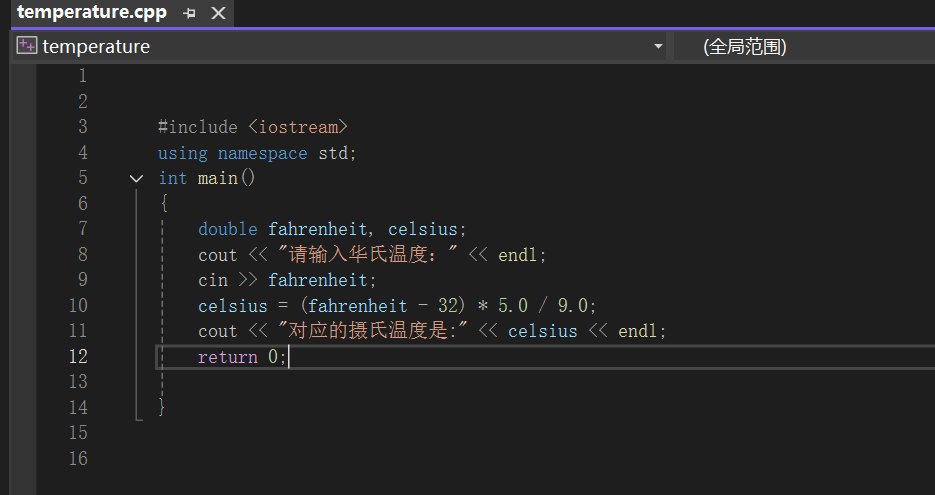 temperature.cpp
temperature (全局范围)
1
2
3 #include <iostream>
4 using namespace std;
5 int main()
6 {
7 double fahrenheit, celsius;
8 cout << "请输入华氏温度：" << endl;
9 cin >> fahrenheit;
10 celsius = (fahrenheit - 32) * 5.0 / 9.0;
11 cout << "对应的摄氏温度是:" << celsius << endl;
12 return 0;
13
14 }
15
16